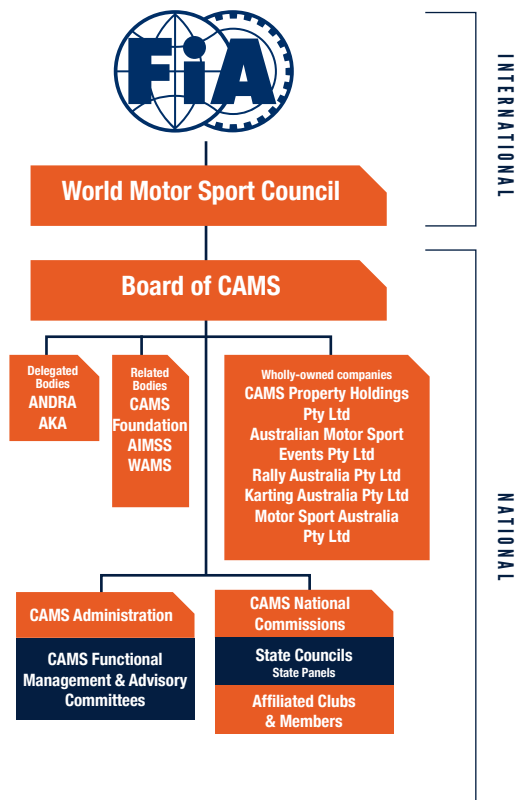 FiA
INTERNATIONAL
World Motor Sport Council
Board of CAMS
Delegated
Bodies
ANDRA
AKA
Related
Bodies
CAMS
Foundation
AIMSS
WAMS
Wholly-owned companies
CAMS Property Holdings
Pty Ltd
Australian Motor Sport
Events Pty Ltd
Rally Australia Pty Ltd
Karting Australia Pty Ltd
Motor Sport Australia
Pty Ltd
NATIONAL
CAMS Administration
CAMS Functional
Management & Advisory
Committees
CAMS National
Commissions
State Councils
State Panels
Affiliated Clubs
& Members